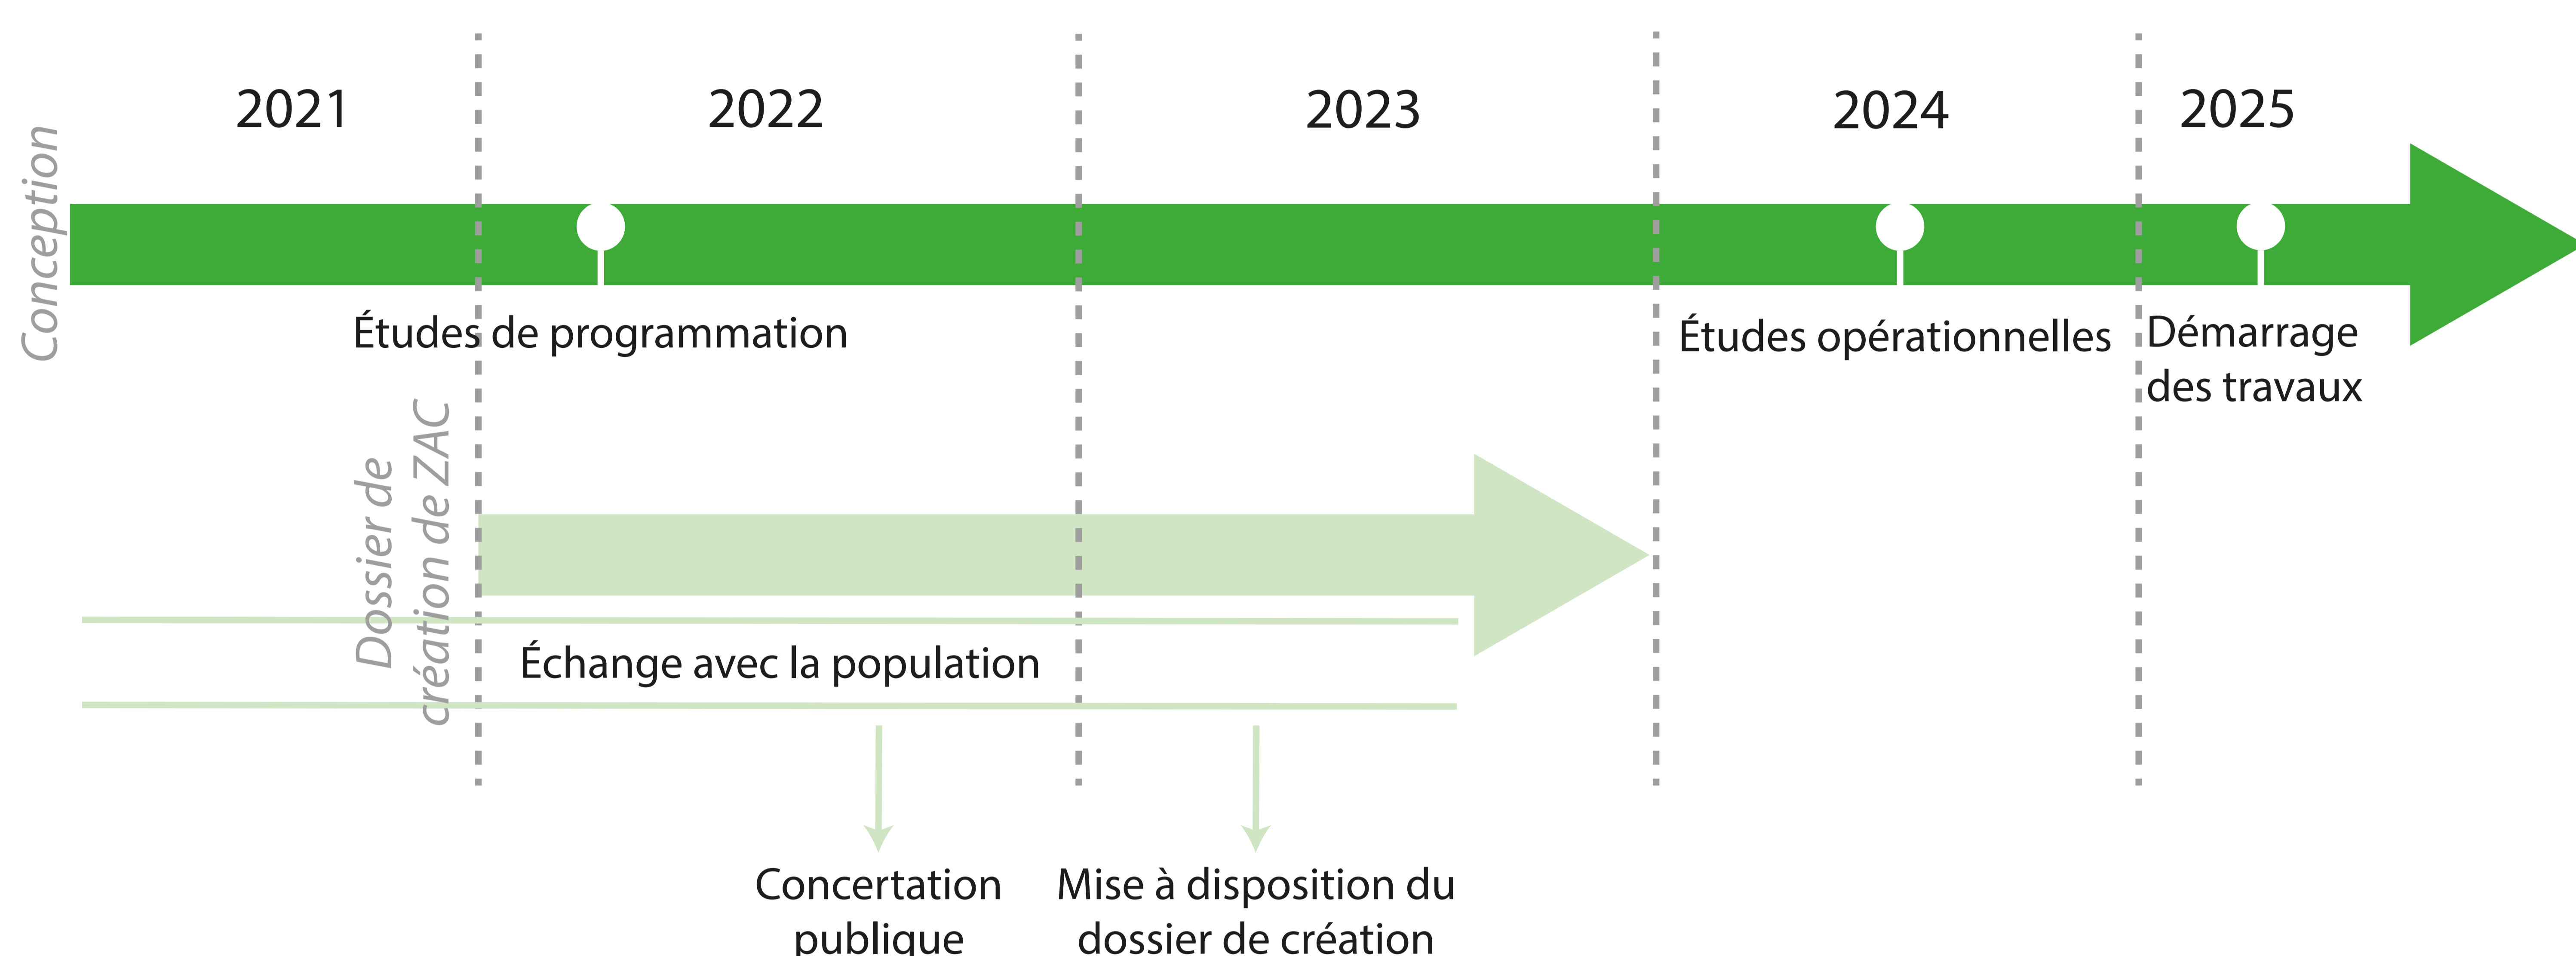 2021
2022
2023
2024
2025
Conception
Études de programmation
Études opérationnelles
Démarrage
des travaux
Dossier de
création de ZAC
Échange avec la population
Concertation
publique
Mise à disposition du
dossier de création